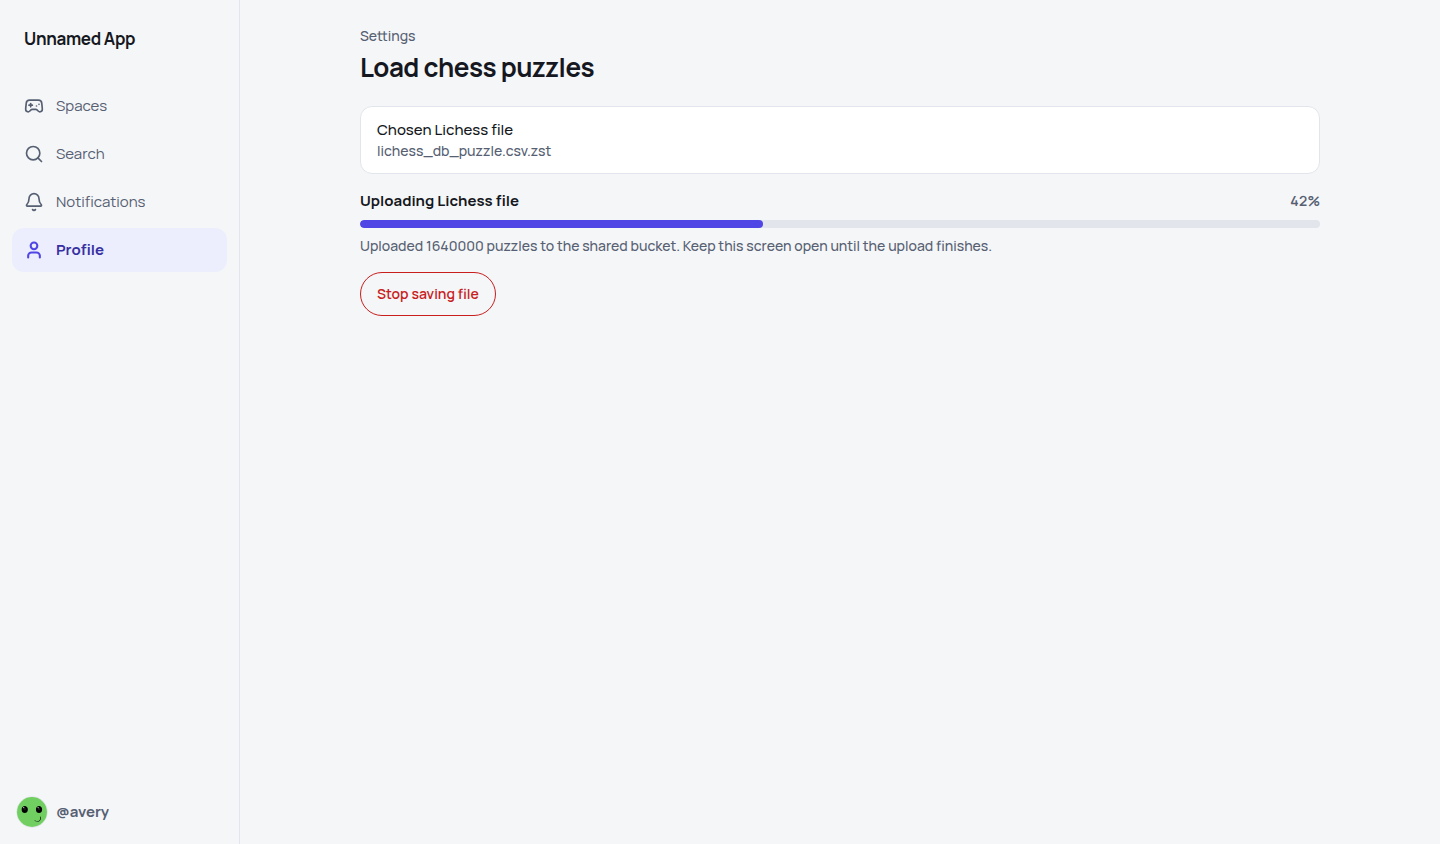 Unnamed App
Spaces
Search
Notifications
Profile
@avery
Settings
Load chess puzzles
Chosen Lichess file
lichess_db_puzzle.csv.zst
Uploading Lichess file
42%
Uploaded 1640000 puzzles to the shared bucket. Keep this screen open until the upload finishes.
Stop saving file